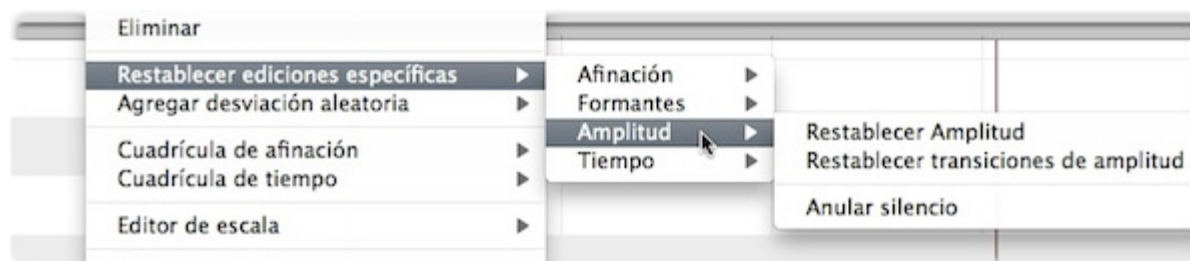 Eliminar
Restablecer ediciones específicas
Agregar desviación aleatoria
Cuadrícula de afinación
Cuadrícula de tiempo
Editor de escala
Afinación
Formantes
Amplitud
Tiempo
Restablecer Amplitud
Restablecer transiciones de amplitud
Anular silencio